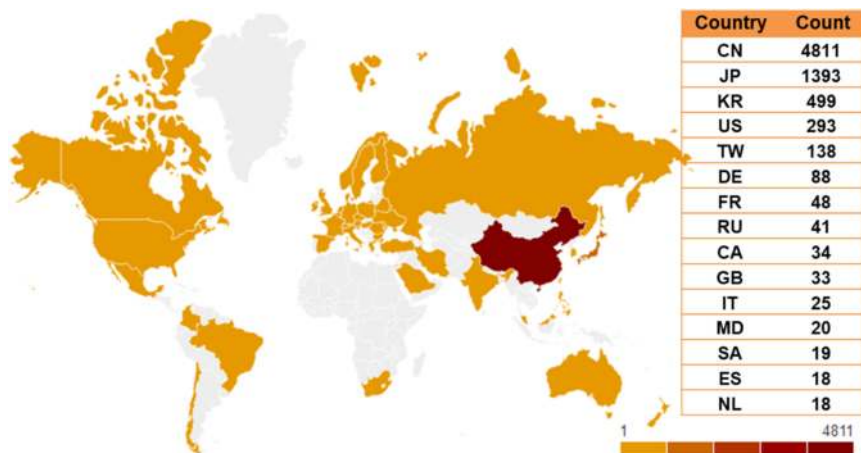 Country Count
CN 4811
JP 1393
KR 499
US 293
TW 138
DE 88
FR 48
RU 41
CA 34
GB 33
IT 25
MD 20
SA 19
ES 18
NL 18
1 4811